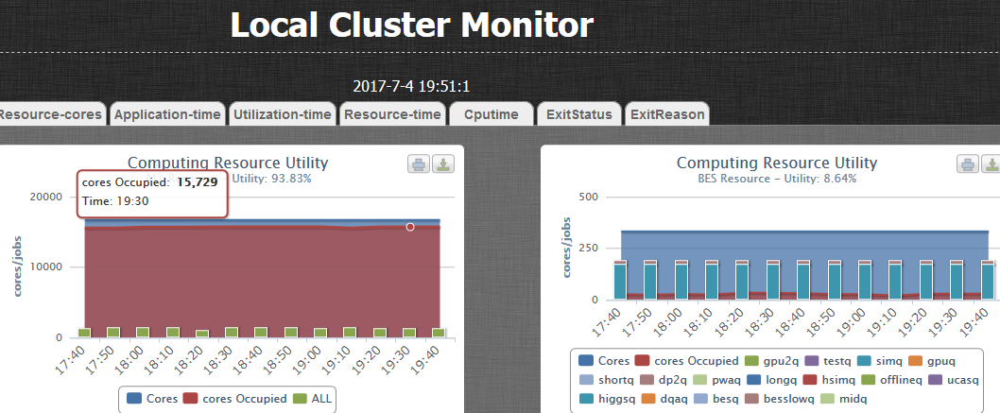 Local Cluster Monitor
2017-7-4 19:51:1
Resource-cores Application-time Utilization-time Resource-time Cputime ExitStatus ExitReason
Computing Resource Utility
Utility: 93.83%
cores Occupied: 15,729
Time: 19:30
20000
10000
0
cores/jobs
17:40 17:50 18:00 18:10 18:20 18:30 18:40 18:50 19:00 19:10 19:20 19:30 19:40
Cores cores Occupied ALL
Computing Resource Utility
BES Resource – Utility: 8.64%
500
250
0
cores/jobs
17:40 17:50 18:00 18:10 18:20 18:30 18:40 18:50 19:00 19:10 19:20 19:30 19:40
Cores cores Occupied gpu2q testq simq gpuq
shortq dp2q pwaq longq hsimq offlineq ucasq
higgsq dqaq besq besslowq midq